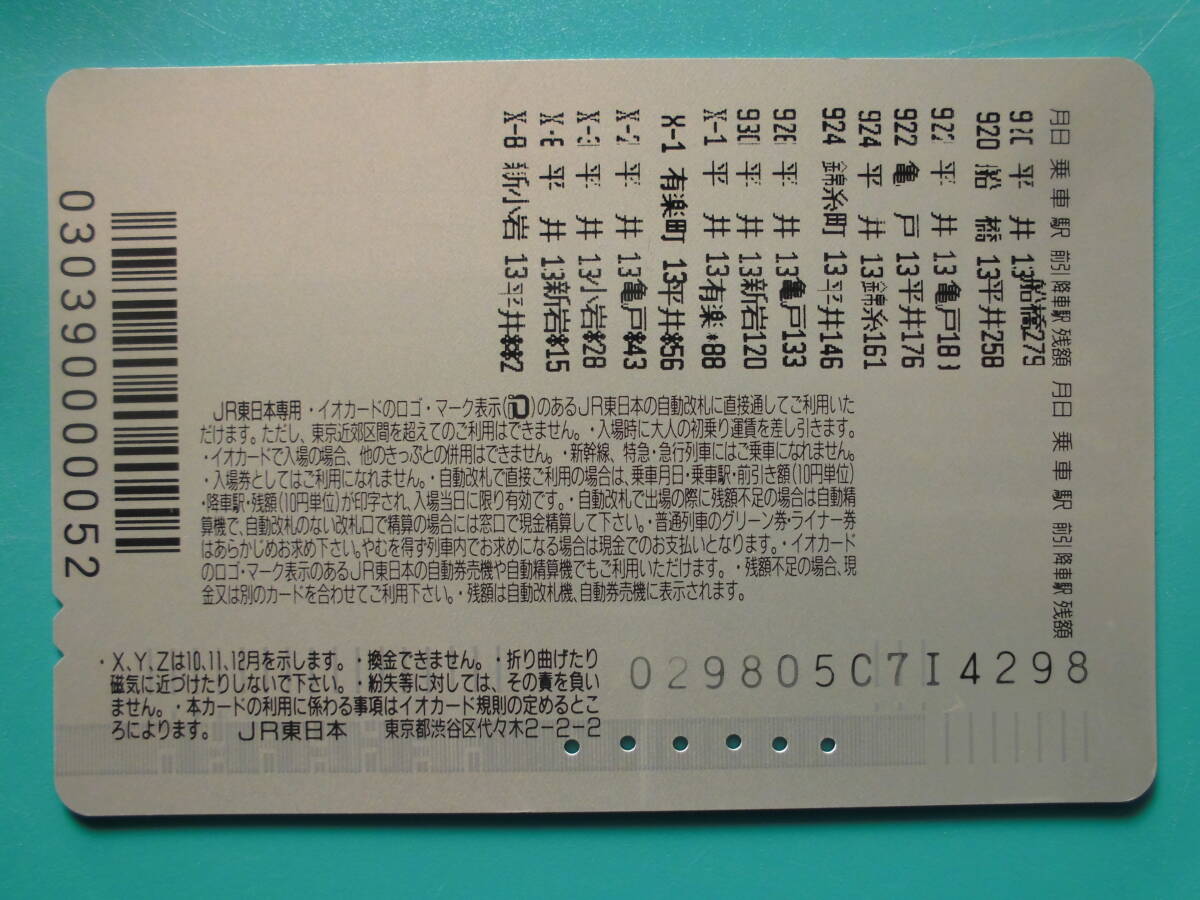 月日 乗車駅 前引 降車駅 残額 月日 乗車駅 前引 降車駅 残額
平井 13船橋279
920 船橋 13平井258
平井 13亀戸18
922 亀戸 13平井176
924 平井 13錦糸161
924 錦糸町 13平井146
928 平井 13亀戸133
930 平井 13新岩120
X-1 平井 13有楽*88
X-1 有楽町 13平井*56
平井 13亀戸*43
X-3 平井 13小岩*28
X-8 平井 13新岩*15
X-8 新小岩 13平井**2
JR東日本専用・イオカードのロゴ・マーク表示( )のあるJR東日本の自動改札に直接通してご利用いた
だけます。ただし、東京近郊区間を超えてのご利用はできません。・入場時に大人の初乗り運賃を差し引きます。
・イオカードで入場の場合、他のきっぷとの併用はできません。・新幹線、特急・急行列車にはご乗車になれません。
・入場券としてはご利用になれません。・自動改札で直接ご利用の場合は、乗車月日・乗車駅・前引き額(10円単位)
・降車駅・残額(10円単位)が印字され、入場当日に限り有効です。・自動改札で出場の際に残額不足の場合は自動精
算機で、自動改札のない改札口で精算の場合には窓口で現金精算して下さい。・普通列車のグリーン券・ライナー券
はあらかじめお求め下さい。やむを得ず列車内でお求めになる場合は現金でのお支払いとなります。・イオカード
のロゴ・マーク表示のあるJR東日本の自動券売機や自動精算機でもご利用いただけます。・残額不足の場合、現
金又は別のカードを合わせてご利用下さい。・残額は自動改札機、自動券売機に表示されます。
・X、Y、Zは10、11、12月を示します。・換金できません。・折り曲げたり
磁気に近づけたりしないで下さい。・紛失等に対しては、その責を負い
ません。・本カードの利用に係わる事項はイオカード規則の定めるとこ
ろによります。 JR東日本 東京都渋谷区代々木2-2-2
029805C7I4298
0303900000052